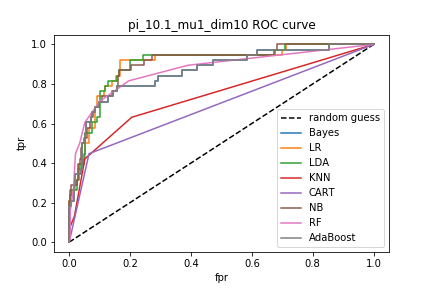 pi_10.1_mu1_dim10 ROC curve
1.0
0.8
0.6
0.4
0.2
0.0
tpr
0.0
0.2
0.4
0.6
0.8
1.0
fpr
random guess
Bayes
LR
LDA
KNN
CART
NB
RF
AdaBoost